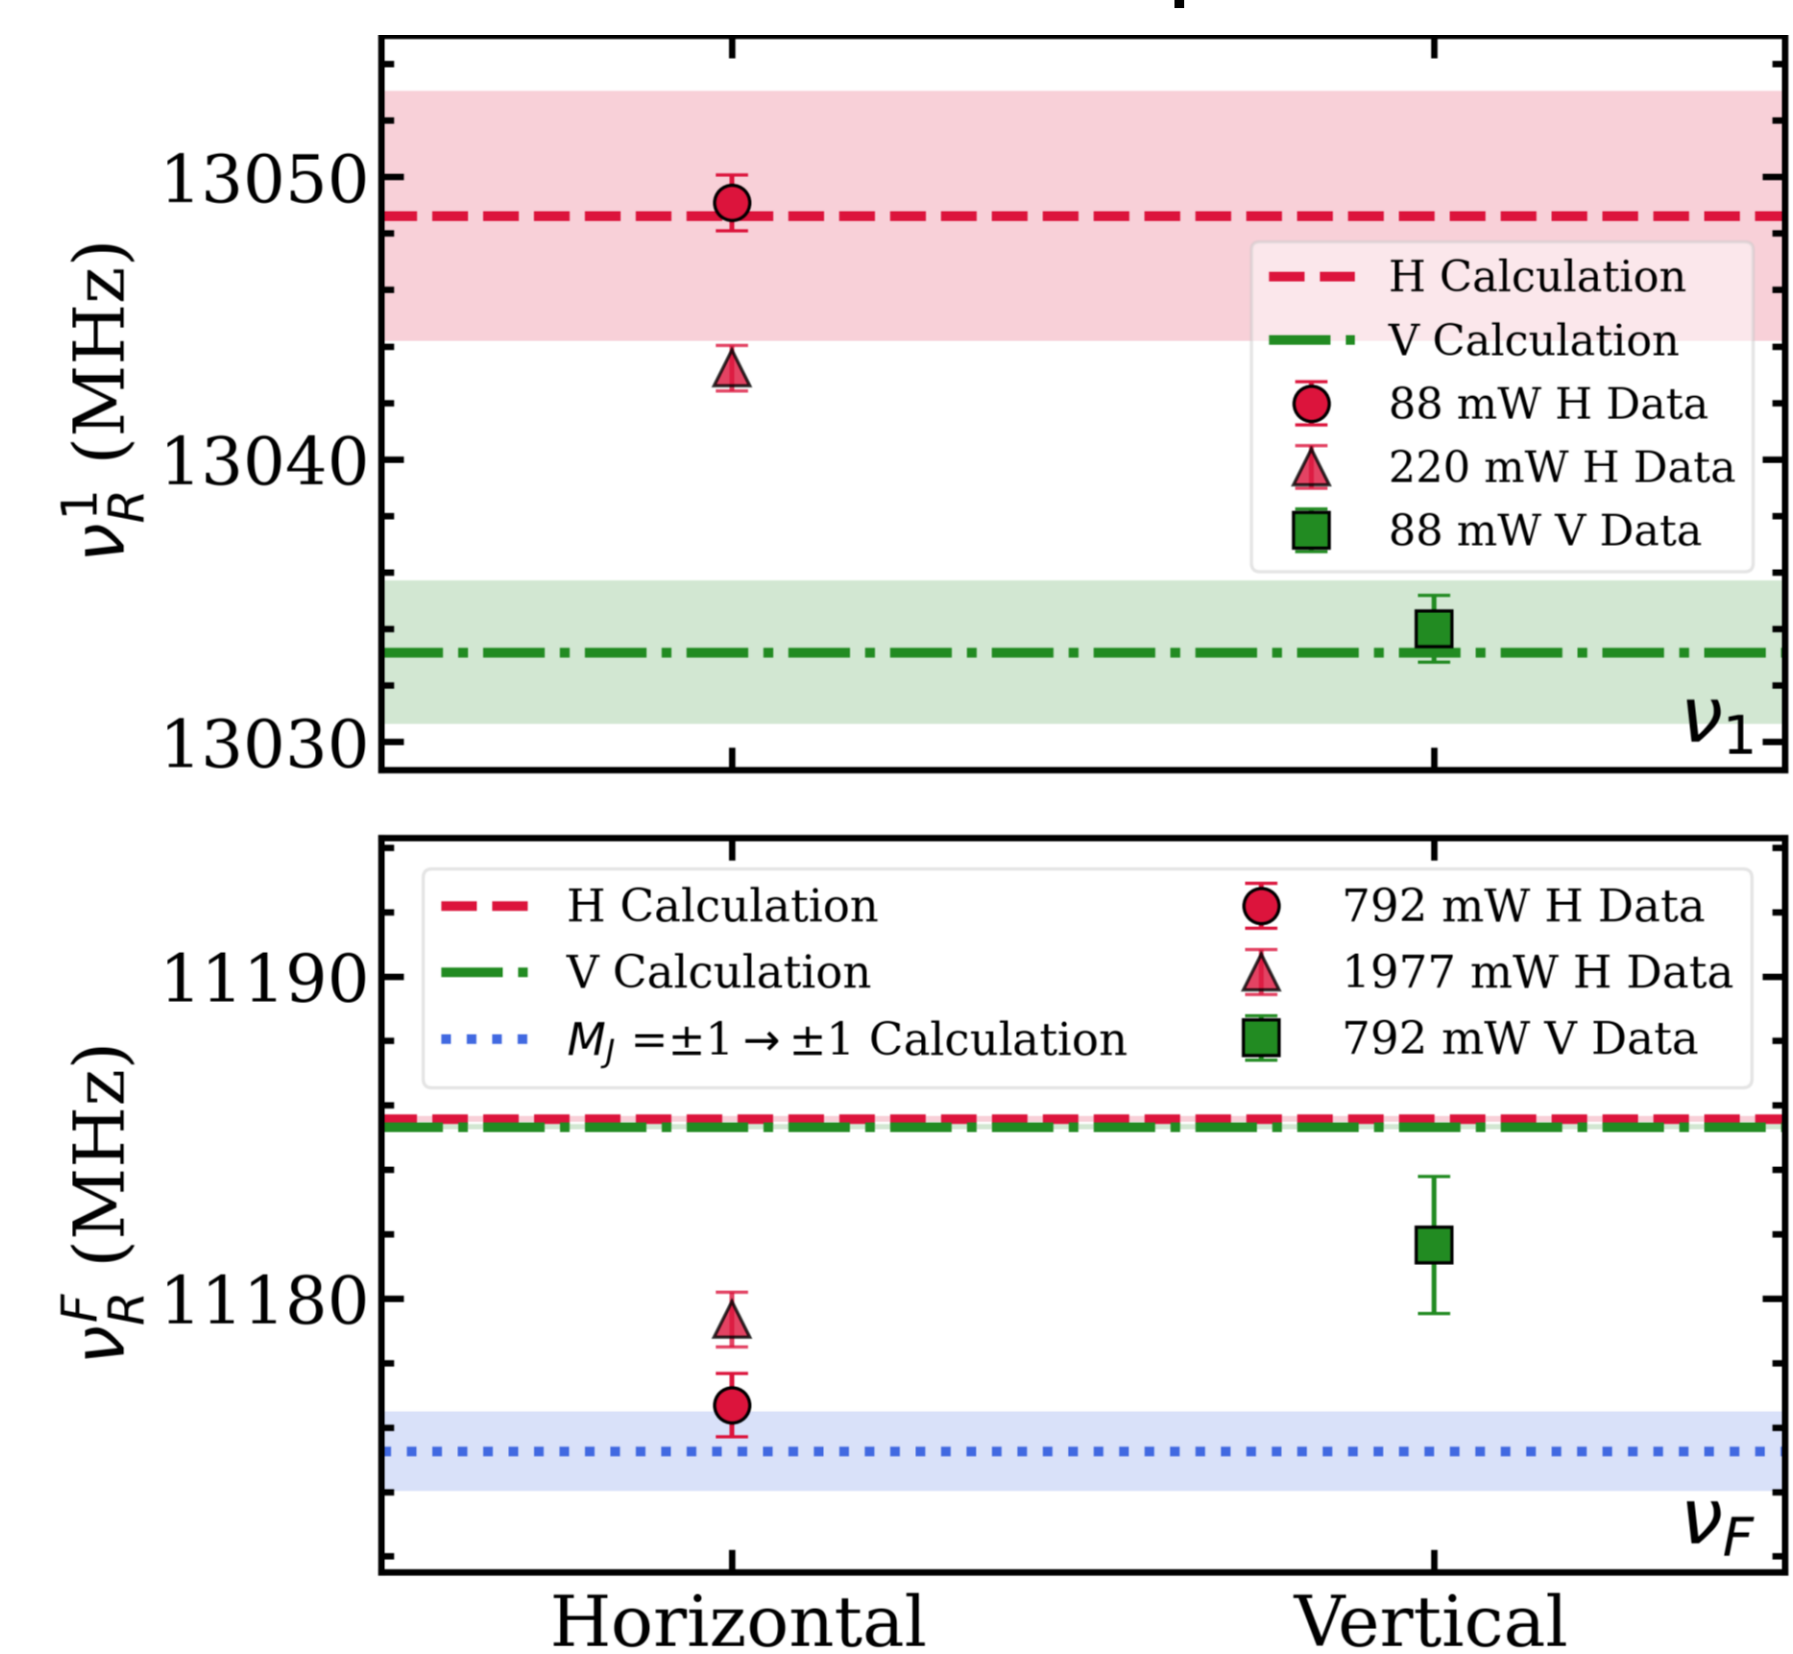 13050
13040
13030
ν_R^1 (MHz)
H Calculation
V Calculation
88 mW H Data
220 mW H Data
88 mW V Data
ν_1
11190
11180
ν_R^F (MHz)
H Calculation
V Calculation
M_J =±1→±1 Calculation
792 mW H Data
1977 mW H Data
792 mW V Data
ν_F
Horizontal
Vertical